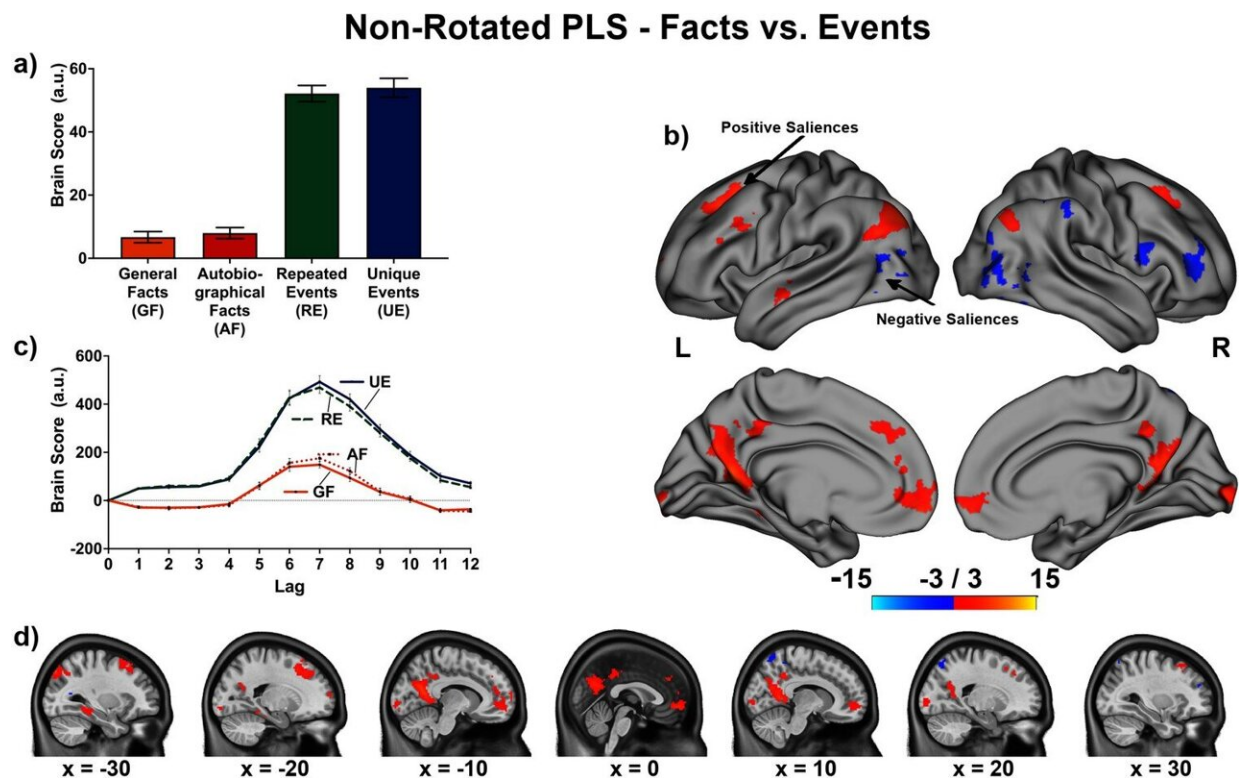 Non-Rotated PLS - Facts vs. Events
a)
Brain Score (a.u.)
60
40
20
0
General
Facts
(GF)
Autobio-
graphical
Facts
(AF)
Repeated
Events
(RE)
Unique
Events
(UE)
b)
Positive Saliences
Negative Saliences
L
R
-15
-3 / 3
15
c)
Brain Score (a.u.)
600
400
200
0
-200
UE
RE
AF
GF
0 1 2 3 4 5 6 7 8 9 10 11 12
Lag
d)
x = -30
x = -20
x = -10
x = 0
x = 10
x = 20
x = 30